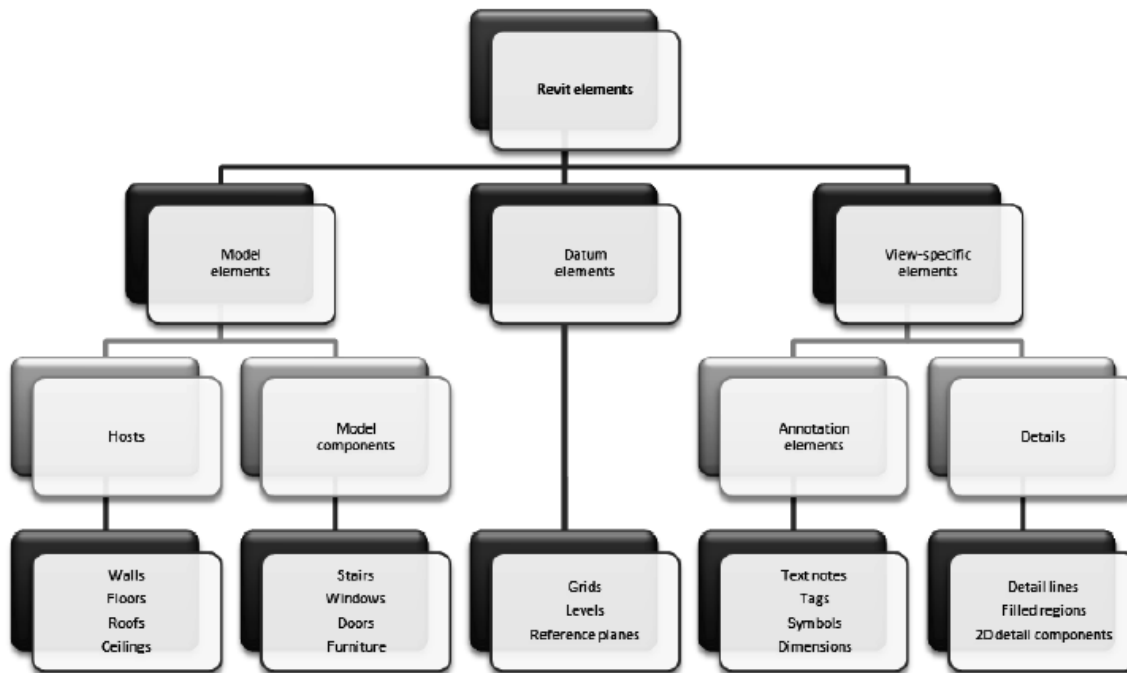 Revit elements
Model
elements
Datum
elements
View-specific
elements
Hosts
Model
components
Annotation
elements
Details
Walls
Floors
Roofs
Ceilings
Stairs
Windows
Doors
Furniture
Grids
Levels
Reference planes
Text notes
Tags
Symbols
Dimensions
Detail lines
Filled regions
2D detail components